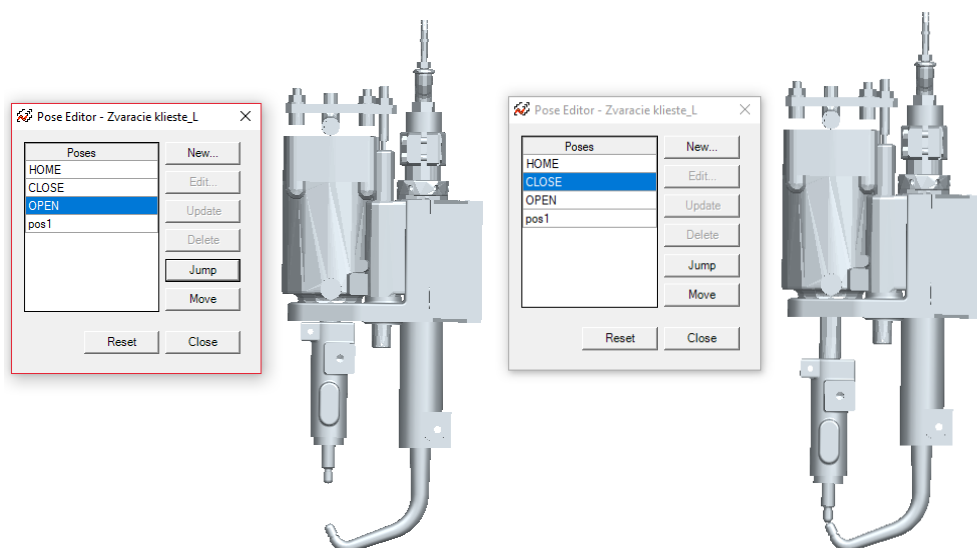 Pose Editor - Zvaracie klieste_L
Poses
New...
HOME
CLOSE
Edit...
OPEN
Update
pos1
Delete
Jump
Move
Reset
Close
Pose Editor - Zvaracie klieste_L
Poses
New...
HOME
CLOSE
Edit...
OPEN
Update
pos1
Delete
Jump
Move
Reset
Close